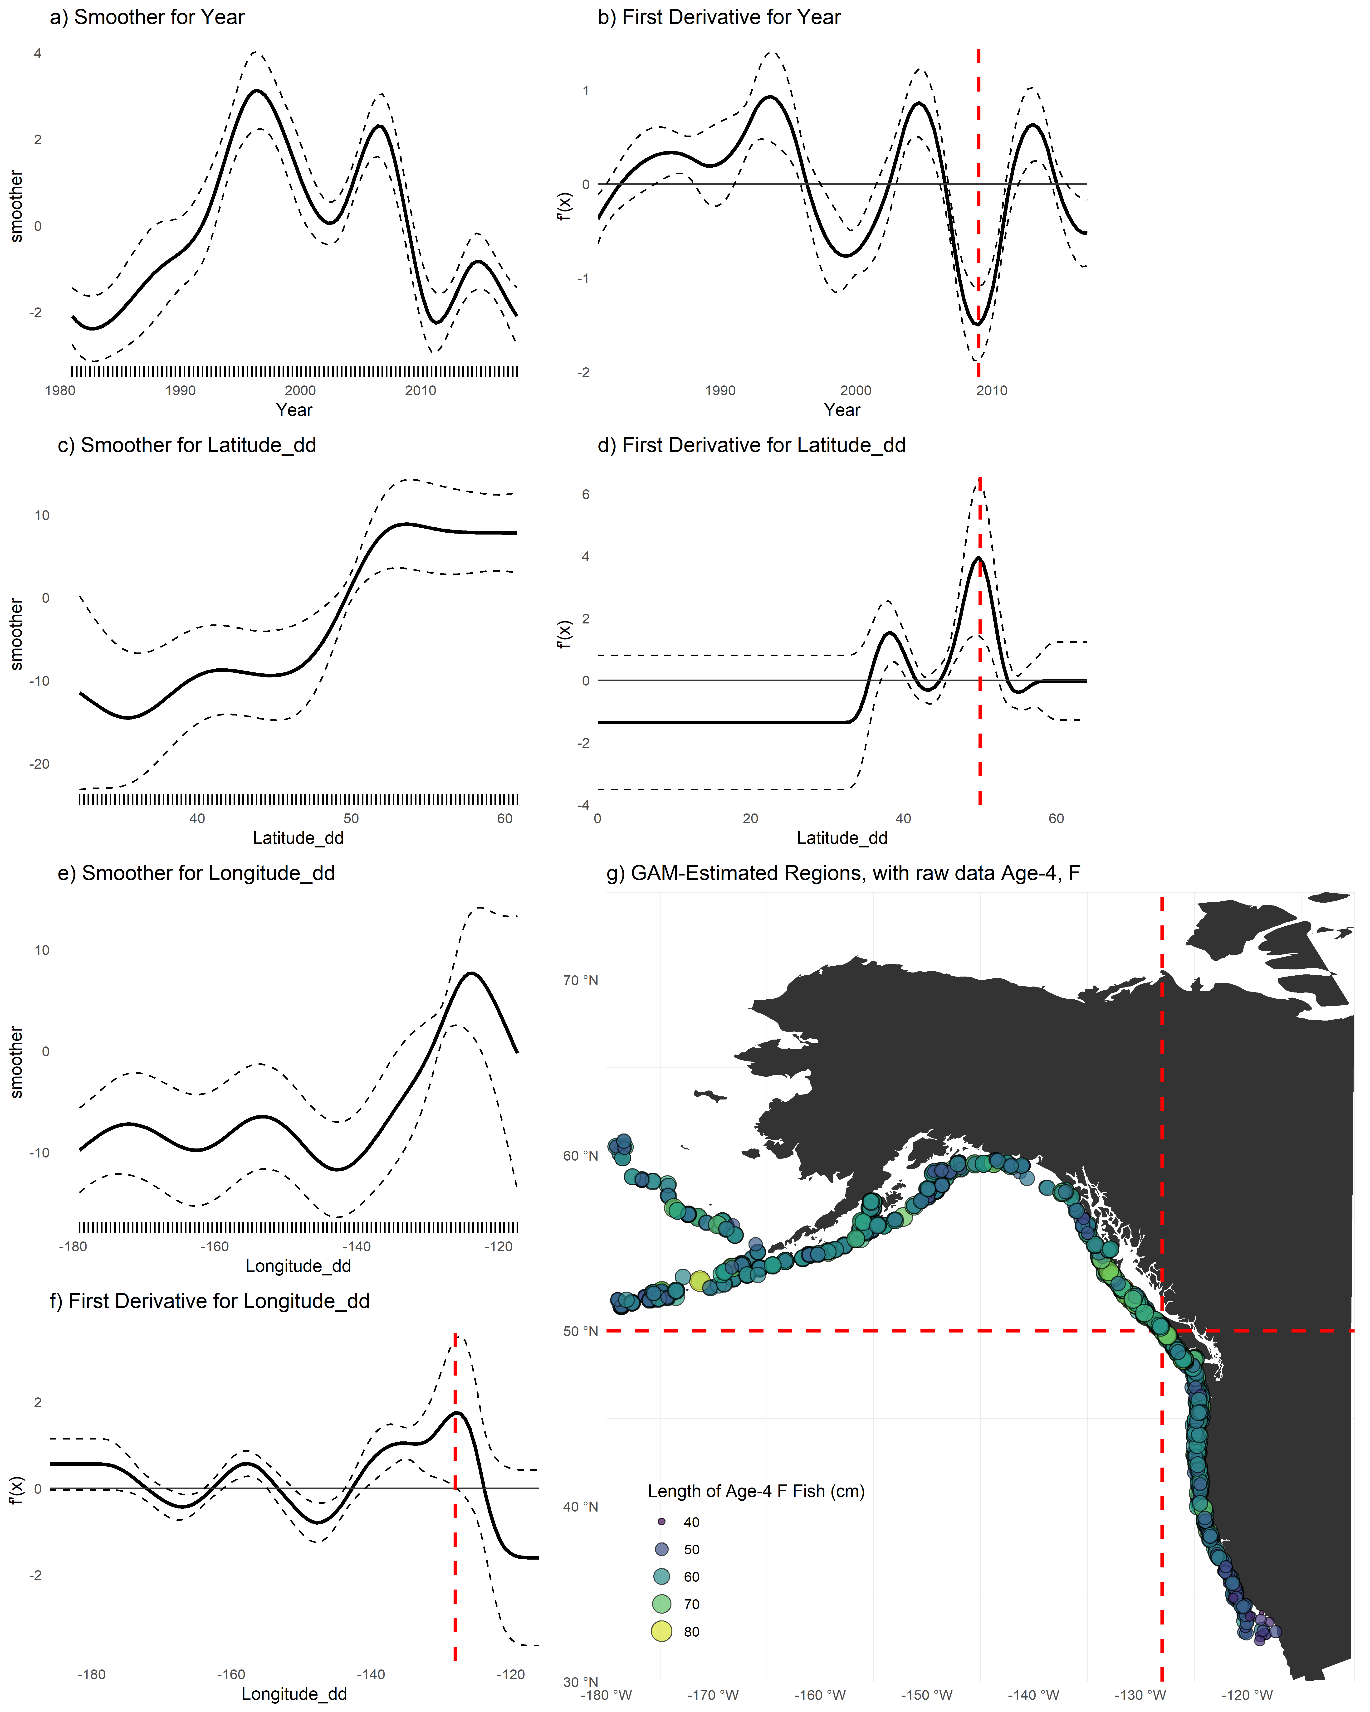 a) Smoother for Year
4
2
0
-2
smoother
1980 1990 2000 2010
Year
b) First Derivative for Year
1
0
-1
-2
f'(x)
1990 2000 2010
Year
c) Smoother for Latitude_dd
10
0
-10
-20
smoother
40 50 60
Latitude_dd
d) First Derivative for Latitude_dd
6
4
2
0
-2
-4
f'(x)
0 20 40 60
Latitude_dd
e) Smoother for Longitude_dd
10
0
-10
smoother
-180 -160 -140 -120
Longitude_dd
f) First Derivative for Longitude_dd
2
0
-2
f'(x)
-180 -160 -140 -120
Longitude_dd
g) GAM-Estimated Regions, with raw data Age-4, F
70 °N
60 °N
50 °N
40 °N
30 °N
Length of Age-4 F Fish (cm)
40
50
60
70
80
-180 °W -170 °W -160 °W -150 °W -140 °W -130 °W -120 °W